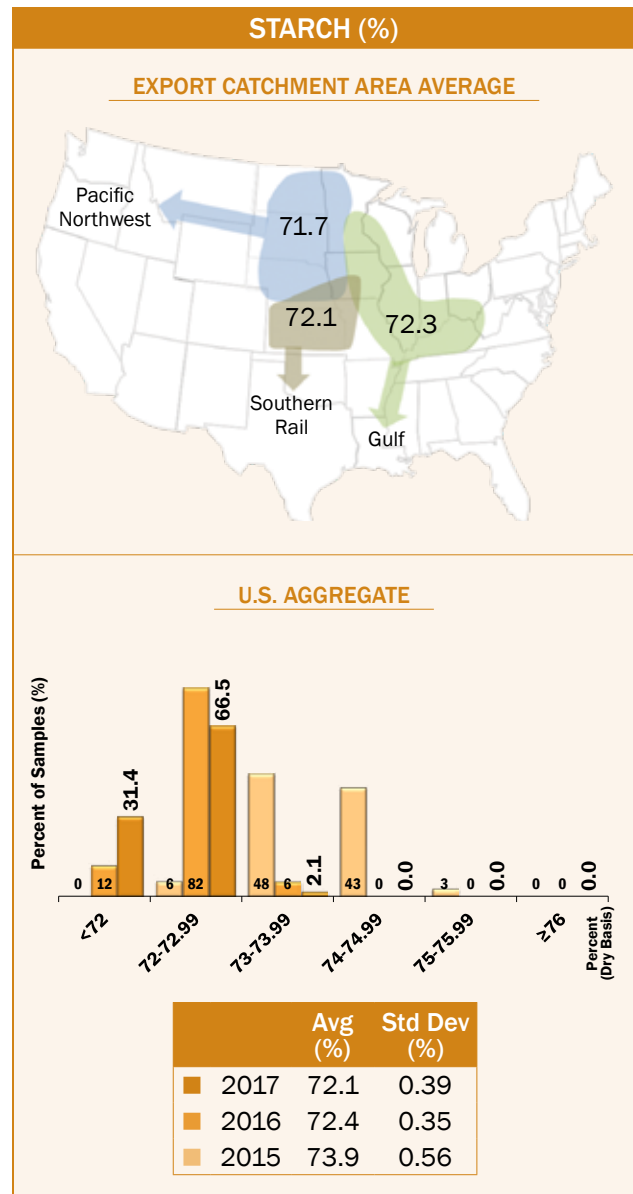 STARCH (%)
EXPORT CATCHMENT AREA AVERAGE
Pacific
Northwest
71.7
72.1
72.3
Southern
Rail
Gulf
U.S. AGGREGATE
Percent of Samples (%)
0 12 31.4
6 82 66.5
48 6 2.1
43 0 0.0
3 0 0.0
0 0 0.0
<72 72-72.99 73-73.99 74-74.99 75-75.99 ≥76
Percent
(Dry Basis)
Avg Std Dev
(%) (%)
2017 72.1 0.39
2016 72.4 0.35
2015 73.9 0.56